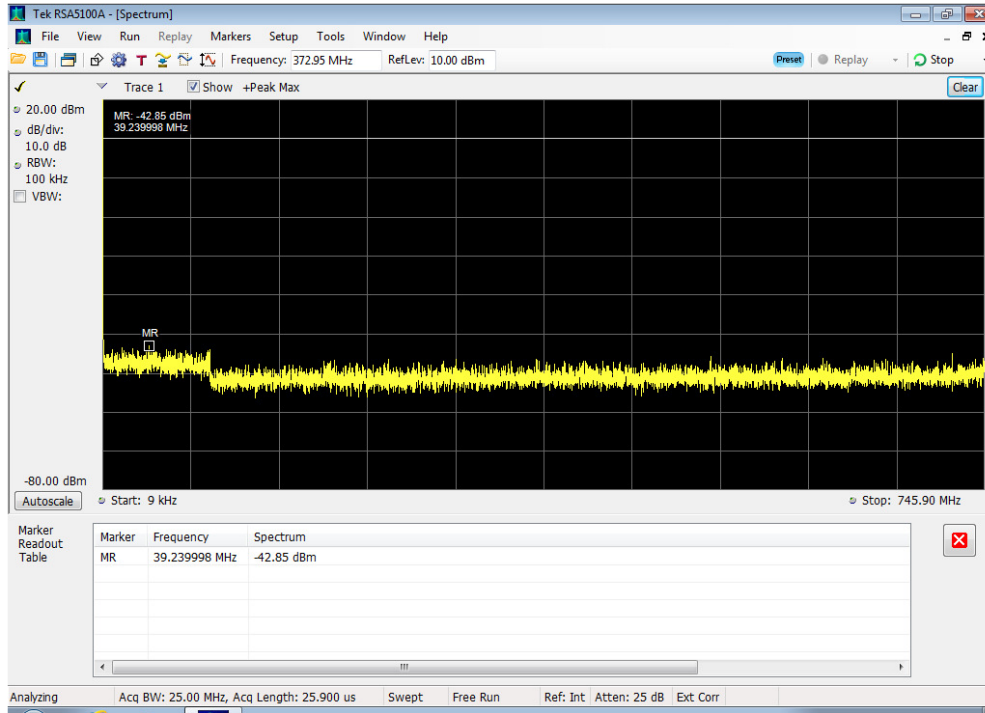 Tek RSA5100A - [Spectrum]
File View Run Replay Markers Setup Tools Window Help
T Frequency: 372.95 MHz RefLev: 10.00 dBm Preset Replay Stop
Trace 1 Show +Peak Max Clear
20.00 dBm
dB/div:
10.0 dB
RBW:
100 kHz
VBW:
MR: -42.85 dBm
39.239998 MHz
MR
-80.00 dBm
Autoscale Start: 9 kHz Stop: 745.90 MHz
Marker
Readout
Table
Marker Frequency Spectrum
MR 39.239998 MHz -42.85 dBm
Analyzing Acq BW: 25.00 MHz, Acq Length: 25.900 us Swept Free Run Ref: Int Atten: 25 dB Ext Corr